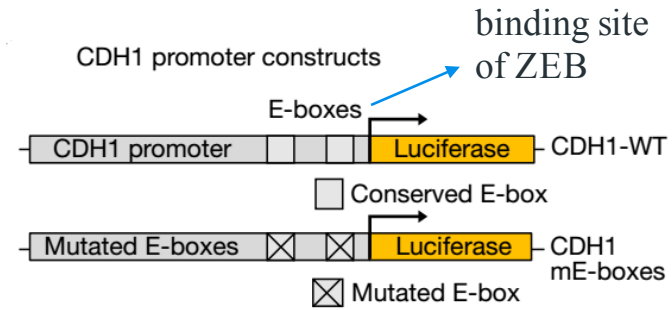 binding site
of ZEB
CDH1 promoter constructs
E-boxes
CDH1 promoter Luciferase CDH1-WT
Conserved E-box
Mutated E-boxes Luciferase CDH1
mE-boxes
Mutated E-box